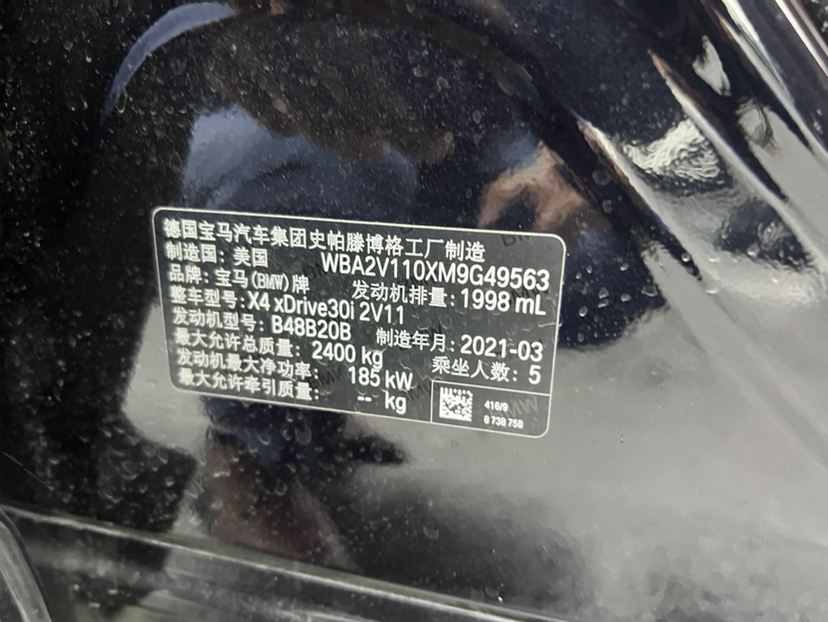 德国宝马汽车集团史帕滕博格工厂制造
制造国: 美国 WBA2V110XM9G49563
品牌: 宝马(BMW)牌 发动机排量: 1998 mL
整车型号: X4 xDrive30i 2V11
发动机型号: B48B20B 制造年月: 2021-03
最大允许总质量: 2400 kg 乘坐人数: 5
发动机最大净功率: 185 kW
最大允许牵引质量: -- kg
416/9
8 738 758